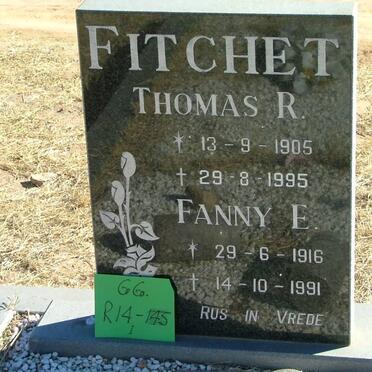 FITCHET
THOMAS R.
* 13-9-1905
† 29-8-1995
FANNY E.
* 29-6-1916
† 14-10-1991
RUS IN VREDE
GG.
R14-145
1